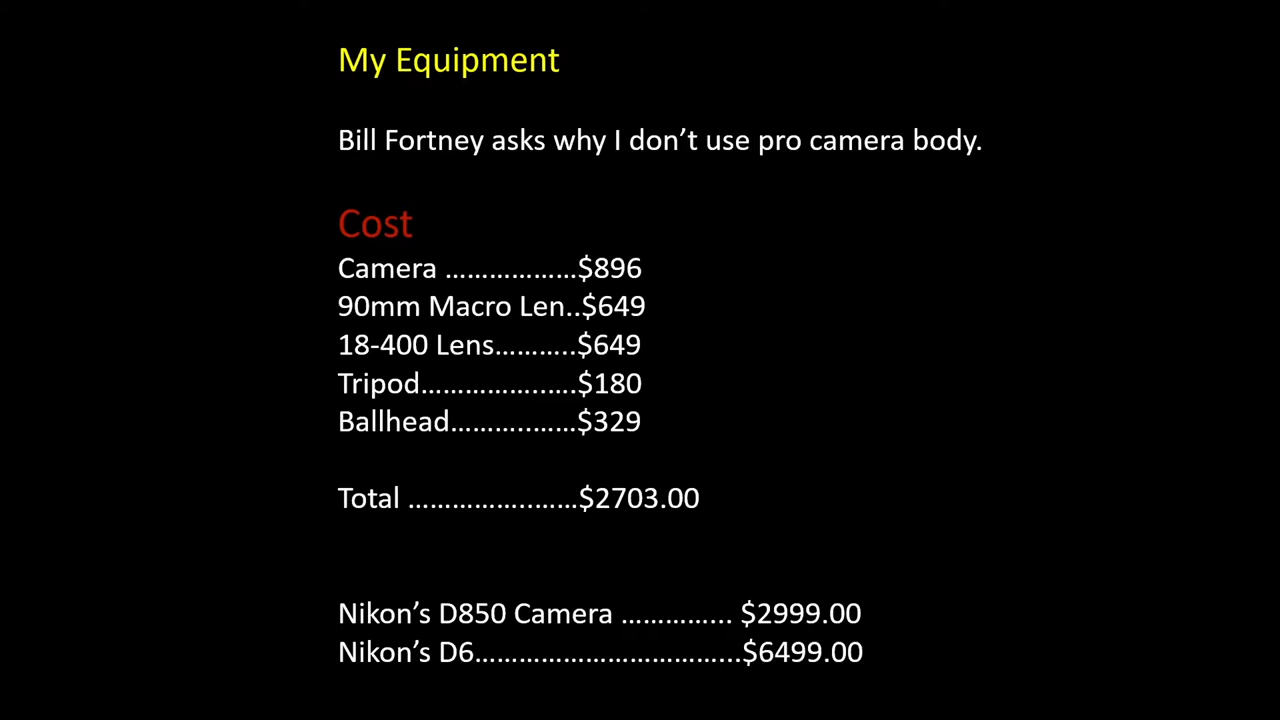 My Equipment
Bill Fortney asks why I don’t use pro camera body.
Cost
Camera ………………$896
90mm Macro Len..$649
18-400 Lens………..$649
Tripod……………..….$180
Ballhead………..……$329
Total ……………..……$2703.00
Nikon’s D850 Camera ………….. $2999.00
Nikon’s D6……………………………...$6499.00